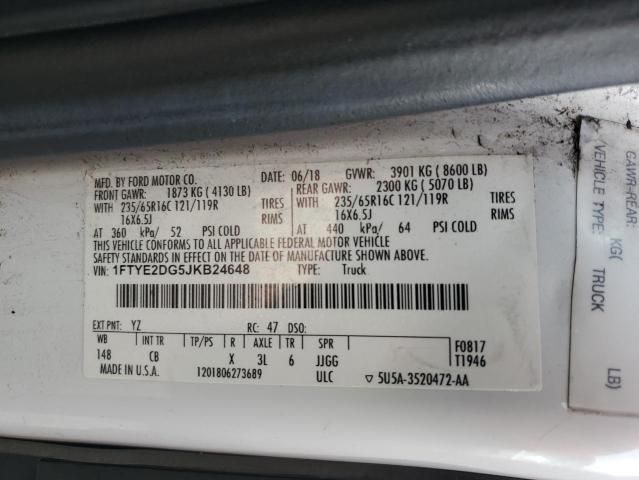 MFD. BY FORD MOTOR CO.
DATE: 06/18 GVWR: 3901 KG ( 8600 LB)
FRONT GAWR: 1873 KG ( 4130 LB)
REAR GAWR: 2300 KG ( 5070 LB)
WITH 235/65R16C 121/119R TIRES
WITH 235/65R16C 121/119R TIRES
16X6.5J RIMS
16X6.5J RIMS
AT 360 kPa/ 52 PSI COLD
AT 440 kPa/ 64 PSI COLD
THIS VEHICLE CONFORMS TO ALL APPLICABLE FEDERAL MOTOR VEHICLE
SAFETY STANDARDS IN EFFECT ON THE DATE OF MANUFACTURE SHOWN ABOVE.
VIN: 1FTYE2DG5JKB24648 TYPE: Truck
EXT PNT: YZ RC: 47 DSO:
WB INT TR TP/PS R AXLE TR SPR F0817
148 CB X 3L 6 JJGG T1946
MADE IN U.S.A. 1201806273689 ULC ▽ 5U5A-3520472-AA
GAWR-REAR:
KG( LB)
VEHICLE TYPE: TRUCK